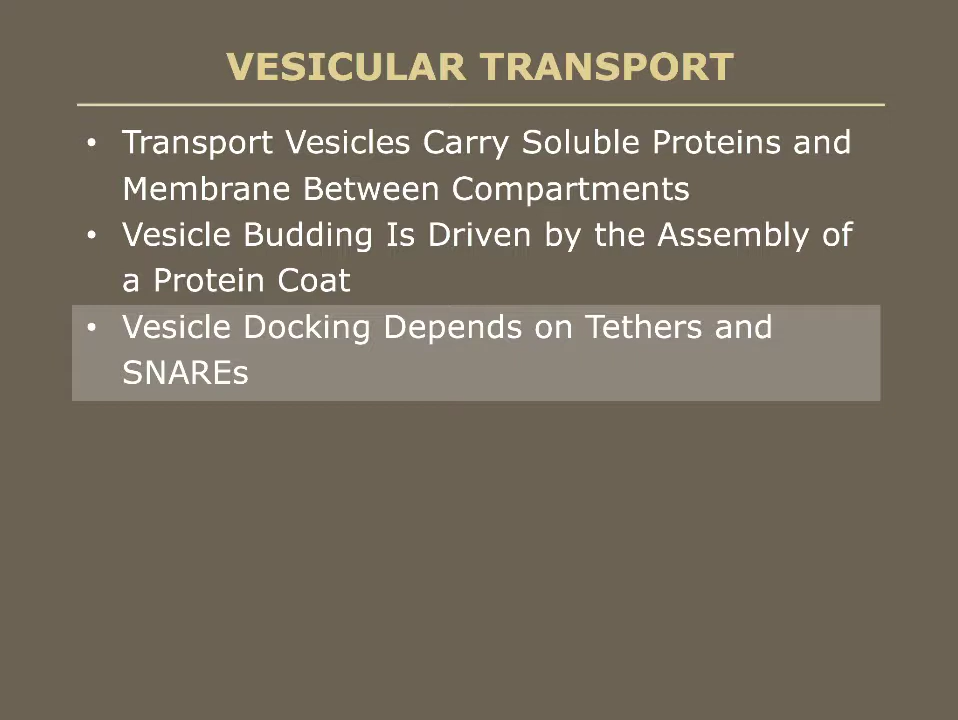 VESICULAR TRANSPORT
• Transport Vesicles Carry Soluble Proteins and
Membrane Between Compartments
• Vesicle Budding Is Driven by the Assembly of
a Protein Coat
• Vesicle Docking Depends on Tethers and
SNAREs